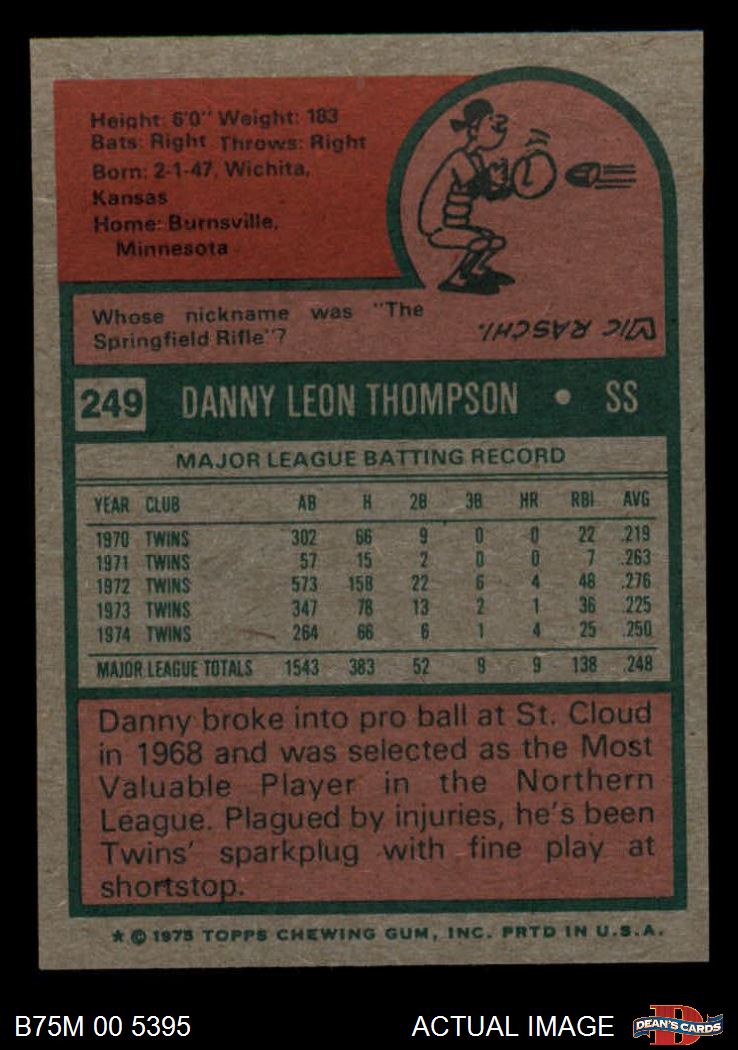 Height: 6'0" Weight: 183
Bats: Right Throws: Right
Born: 2-1-47, Wichita,
Kansas
Home: Burnsville,
Minnesota
Whose nickname was "The
Springfield Rifle"?
VIC RASCHI.
249 DANNY LEON THOMPSON • SS
MAJOR LEAGUE BATTING RECORD
YEAR CLUB AB H 2B 3B HR RBI AVG
1970 TWINS 302 66 9 0 0 22 .219
1971 TWINS 57 15 2 0 0 7 .263
1972 TWINS 573 158 22 6 4 48 .276
1973 TWINS 347 78 13 2 1 36 .225
1974 TWINS 264 66 6 1 4 25 .250
MAJOR LEAGUE TOTALS 1543 383 52 9 9 138 .248
Danny broke into pro ball at St. Cloud
in 1968 and was selected as the Most
Valuable Player in the Northern
League. Plagued by injuries, he's been
Twins' sparkplug with fine play at
shortstop.
* © 1975 TOPPS CHEWING GUM, INC. PRTD IN U.S.A.
B75M 00 5395 ACTUAL IMAGE DEAN'S CARDS